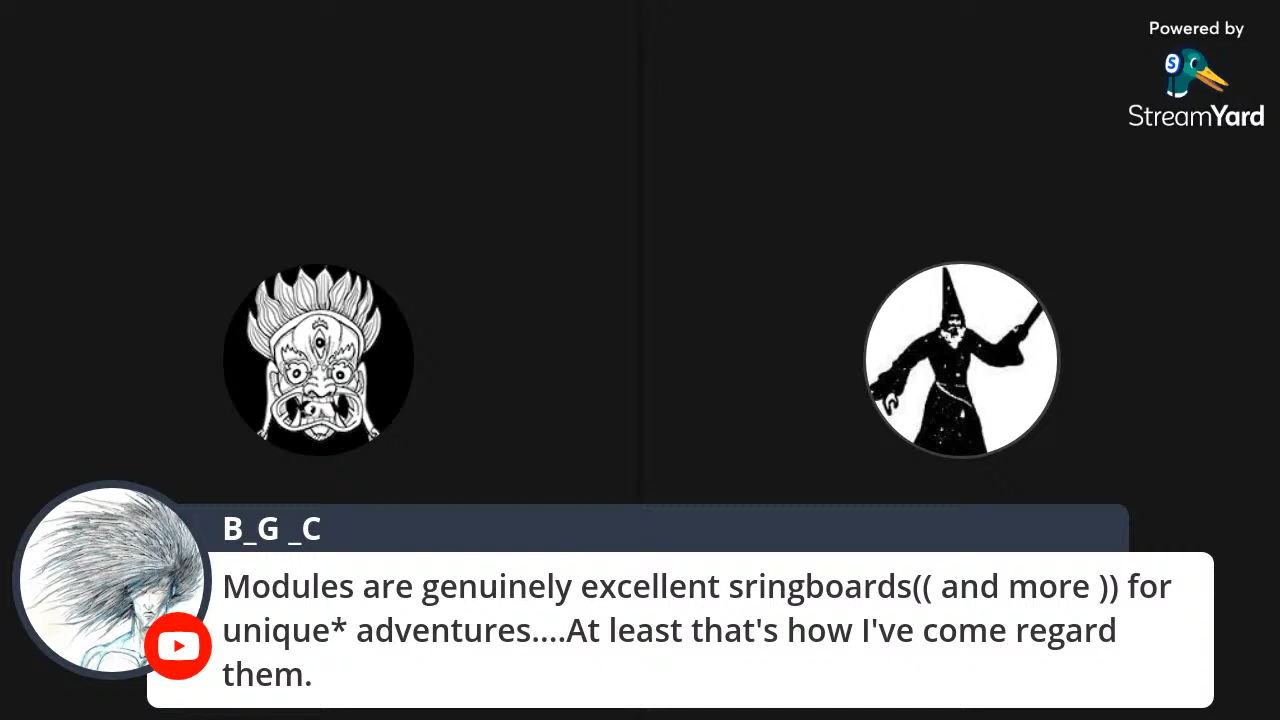 Powered by
S
StreamYard
B_G _C
Modules are genuinely excellent sringboards(( and more )) for
unique* adventures....At least that's how I've come regard
them.